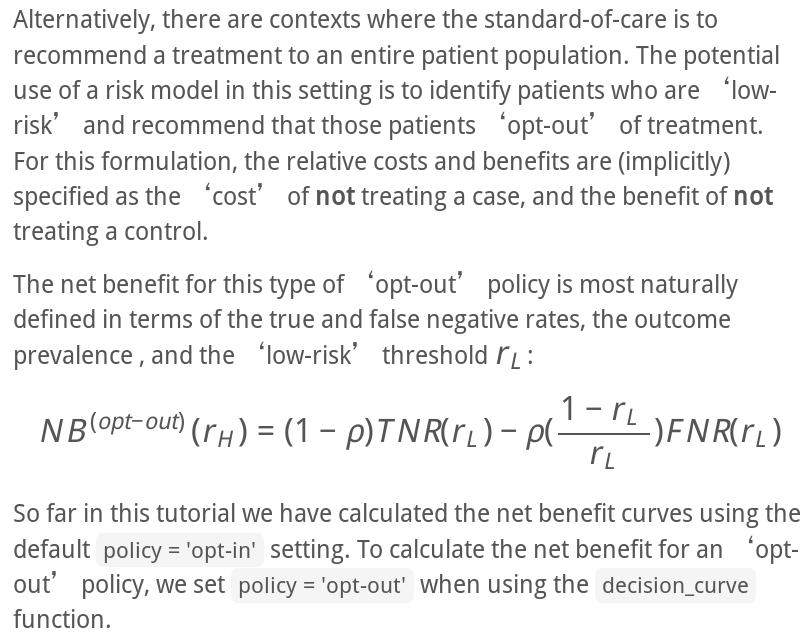 Alternatively, there are contexts where the standard-of-care is to
recommend a treatment to an entire patient population. The potential
use of a risk model in this setting is to identify patients who are ‘low-
risk’ and recommend that those patients ‘opt-out’ of treatment.
For this formulation, the relative costs and benefits are (implicitly)
specified as the ‘cost’ of not treating a case, and the benefit of not
treating a control.
The net benefit for this type of ‘opt-out’ policy is most naturally
defined in terms of the true and false negative rates, the outcome
prevalence , and the ‘low-risk’ threshold r_L :
NB^(opt−out) (r_H) = (1 − ρ)TNR(r_L) − ρ((1 − r_L)/r_L)FNR(r_L)
So far in this tutorial we have calculated the net benefit curves using the
default policy = 'opt-in' setting. To calculate the net benefit for an ‘opt-
out’ policy, we set policy = 'opt-out' when using the decision_curve
function.